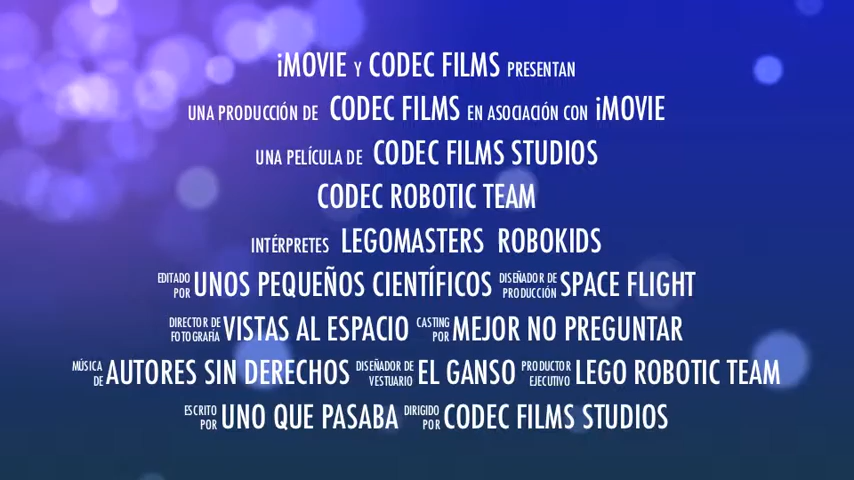 iMOVIE Y CODEC FILMS PRESENTAN
UNA PRODUCCIÓN DE CODEC FILMS EN ASOCIACIÓN CON iMOVIE
UNA PELÍCULA DE CODEC FILMS STUDIOS
CODEC ROBOTIC TEAM
INTÉRPRETES LEGOMASTERS ROBOKIDS
EDITADO POR UNOS PEQUEÑOS CIENTÍFICOS DISEÑADOR DE PRODUCCIÓN SPACE FLIGHT
DIRECTOR DE FOTOGRAFÍA VISTAS AL ESPACIO CASTING POR MEJOR NO PREGUNTAR
MÚSICA DE AUTORES SIN DERECHOS DISEÑADOR DE VESTUARIO EL GANSO PRODUCTOR EJECUTIVO LEGO ROBOTIC TEAM
ESCRITO POR UNO QUE PASABA DIRIGIDO POR CODEC FILMS STUDIOS